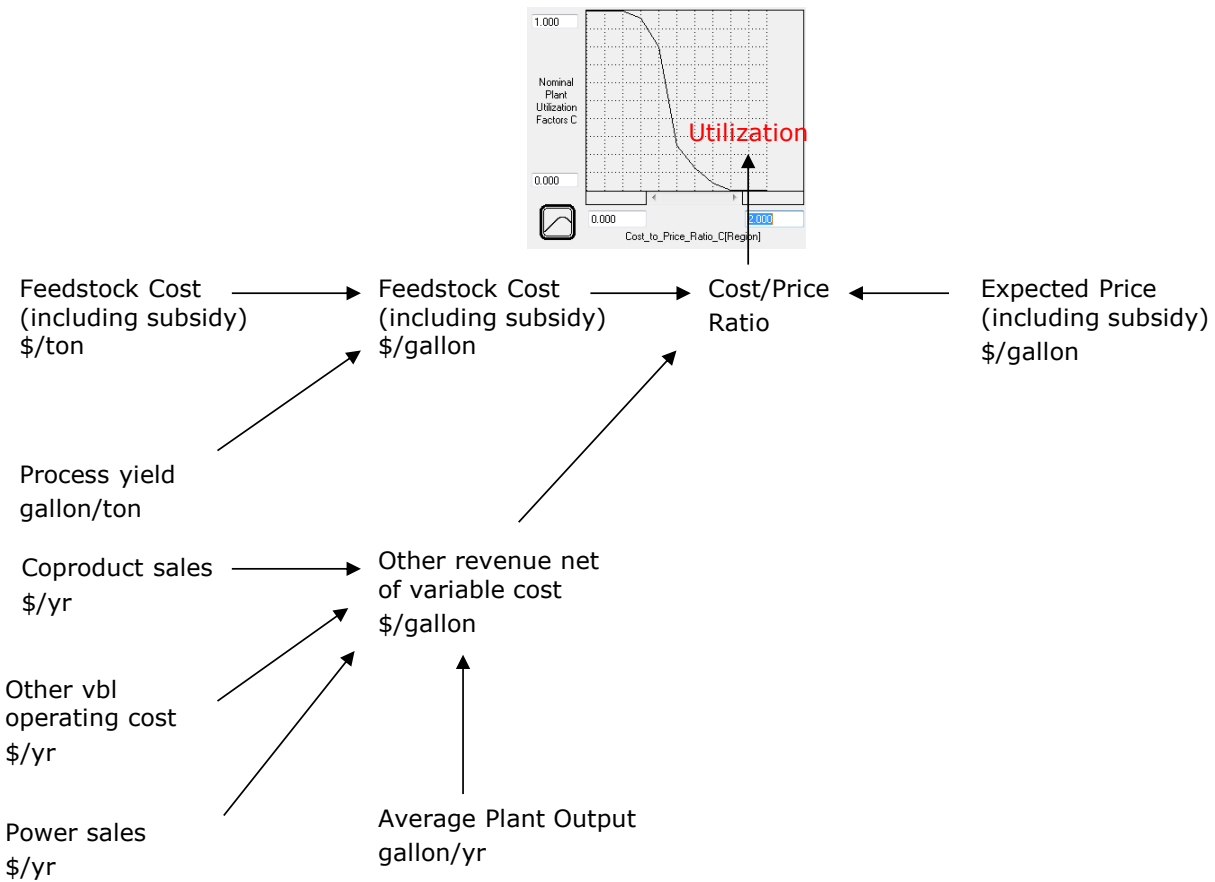 1.000
Nominal
Plant
Utilization
Factors C
Utilization
0.000
0.000
2.000
Cost_to_Price_Ratio_C[Region]
Feedstock Cost
(including subsidy)
$/ton
Feedstock Cost
(including subsidy)
$/gallon
Cost/Price
Ratio
Expected Price
(including subsidy)
$/gallon
Process yield
gallon/ton
Coproduct sales
$/yr
Other revenue net
of variable cost
$/gallon
Other vbl
operating cost
$/yr
Power sales
$/yr
Average Plant Output
gallon/yr